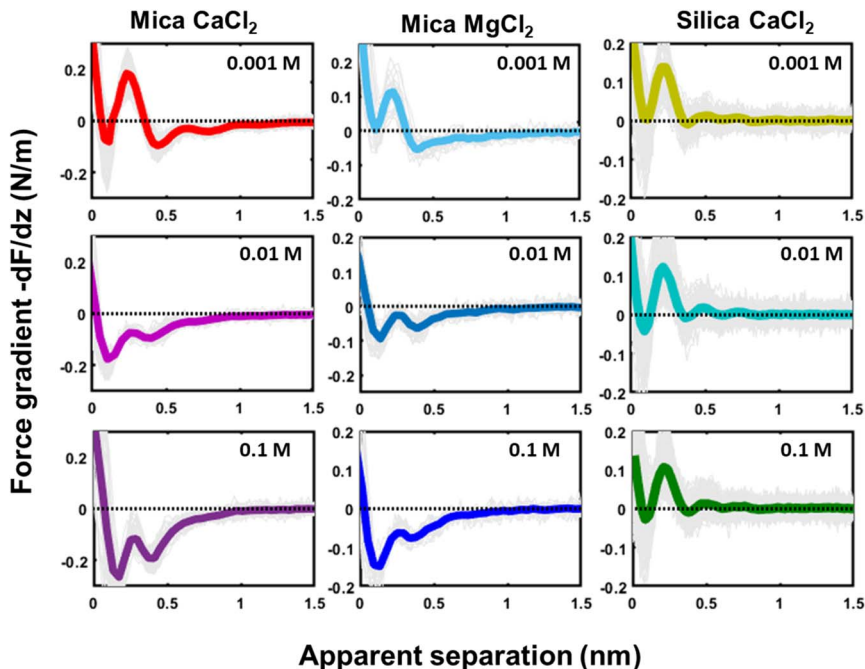 Mica CaCl₂ Mica MgCl₂ Silica CaCl₂
Force gradient -dF/dz (N/m)
0.001 M 0.001 M 0.001 M
0.2 0.2 0.2
0.1 0.1
0 0 0
-0.1 -0.1
-0.2 -0.2 -0.2
0 0.5 1 1.5 0 0.5 1 1.5 0 0.5 1 1.5
0.01 M 0.01 M 0.01 M
0.2 0.2 0.2
0.1 0.1
0 0 0
-0.1 -0.1
-0.2 -0.2 -0.2
0 0.5 1 1.5 0 0.5 1 1.5 0 0.5 1 1.5
0.1 M 0.1 M 0.1 M
0.2 0.2 0.2
0.1 0.1
0 0 0
-0.1 -0.1
-0.2 -0.2 -0.2
0 0.5 1 1.5 0 0.5 1 1.5 0 0.5 1 1.5
Apparent separation (nm)